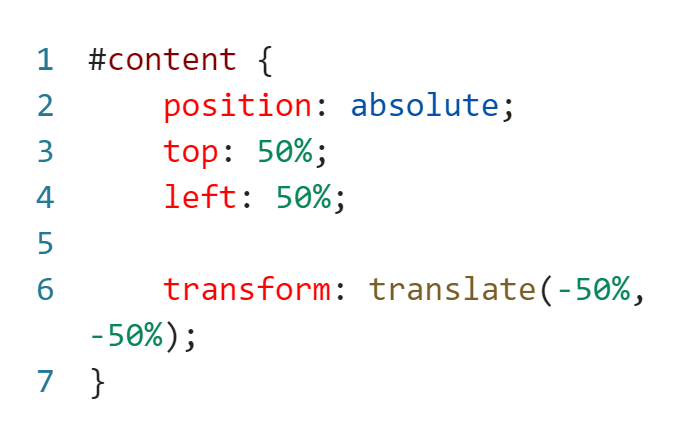 1 #content {
2     position: absolute;
3     top: 50%;
4     left: 50%;
5
6     transform: translate(-50%,
-50%);
7 }